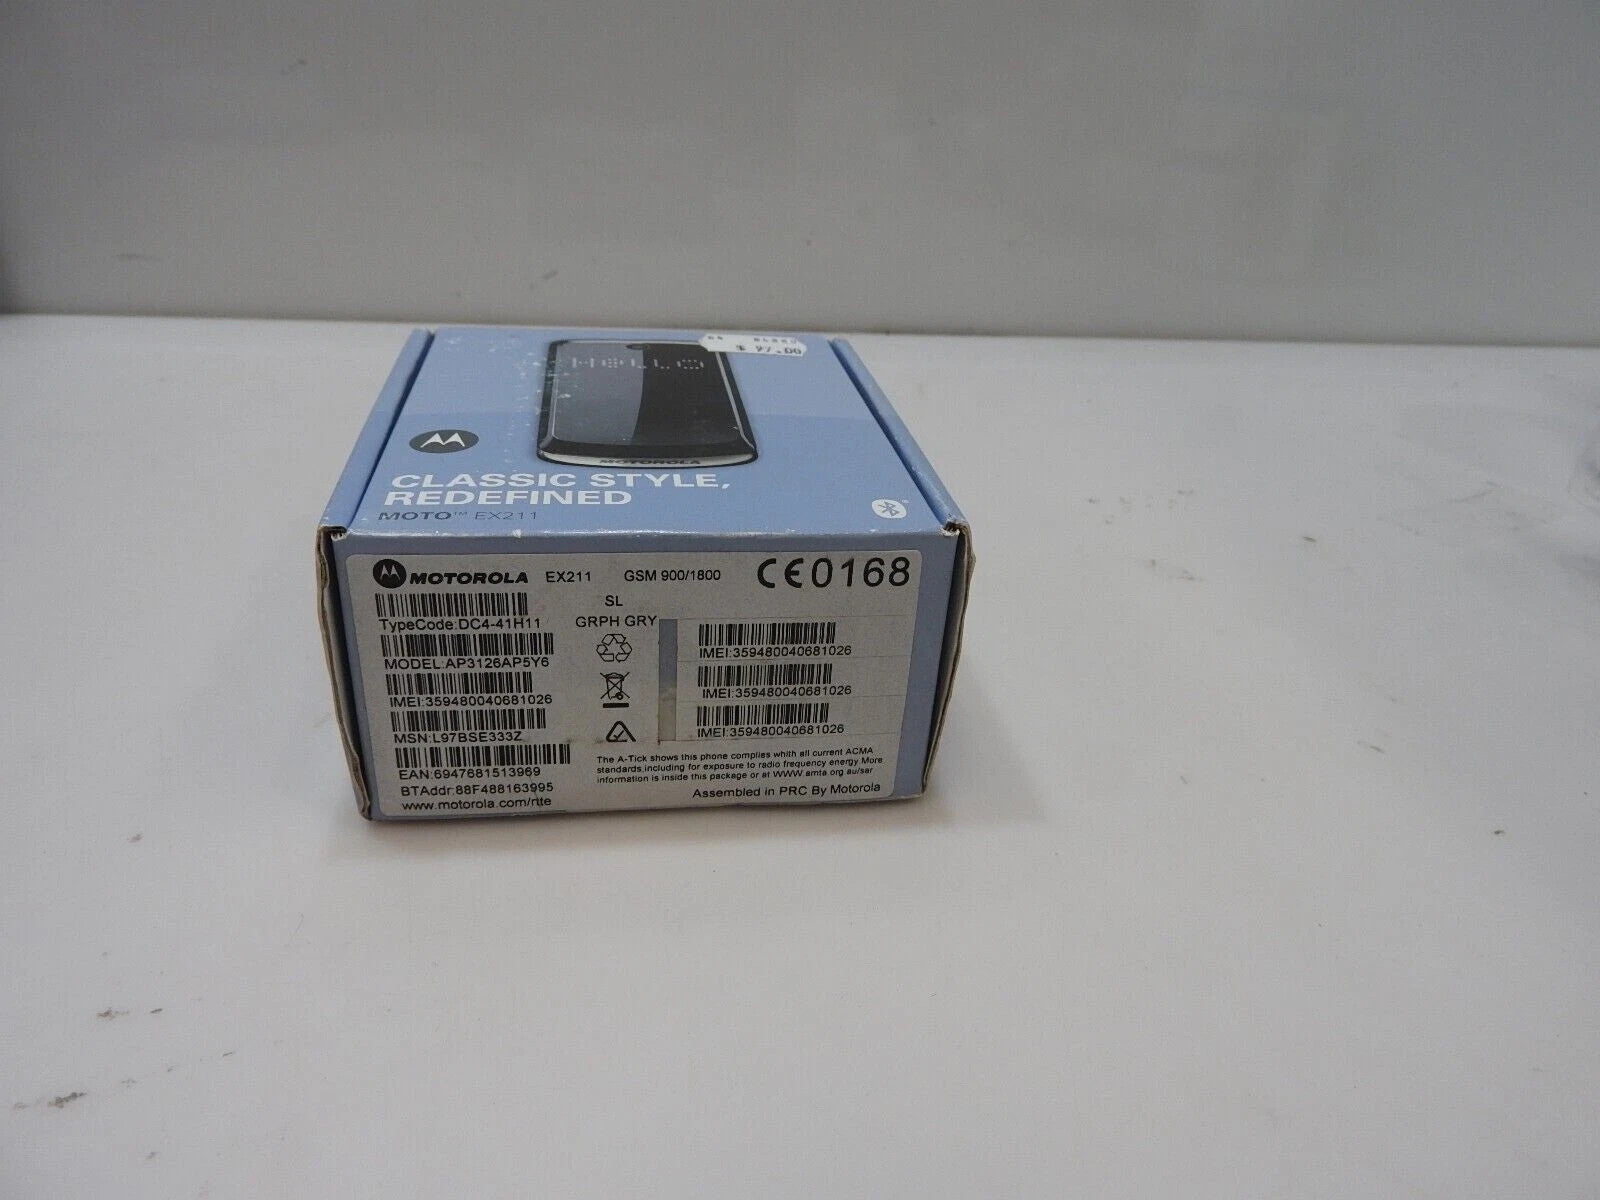 $ 97.00
HELLO
MOTOROLA
CLASSIC STYLE,
REDEFINED
MOTO™ EX211
MOTOROLA EX211 GSM 900/1800 CE0168
SL
GRPH GRY
TypeCode:DC4-41H11
MODEL:AP3126AP5Y6
IMEI:359480040681026
MSN:L97BSE333Z
EAN:6947681513969
BTAddr:88F488163995
www.motorola.com/rtte
IMEI:359480040681026
IMEI:359480040681026
IMEI:359480040681026
The A-Tick shows this phone complies whith all current ACMA
standards,including for exposure to radio frequency energy More
information is inside this package or at WWW amta org au/sar
Assembled in PRC By Motorola